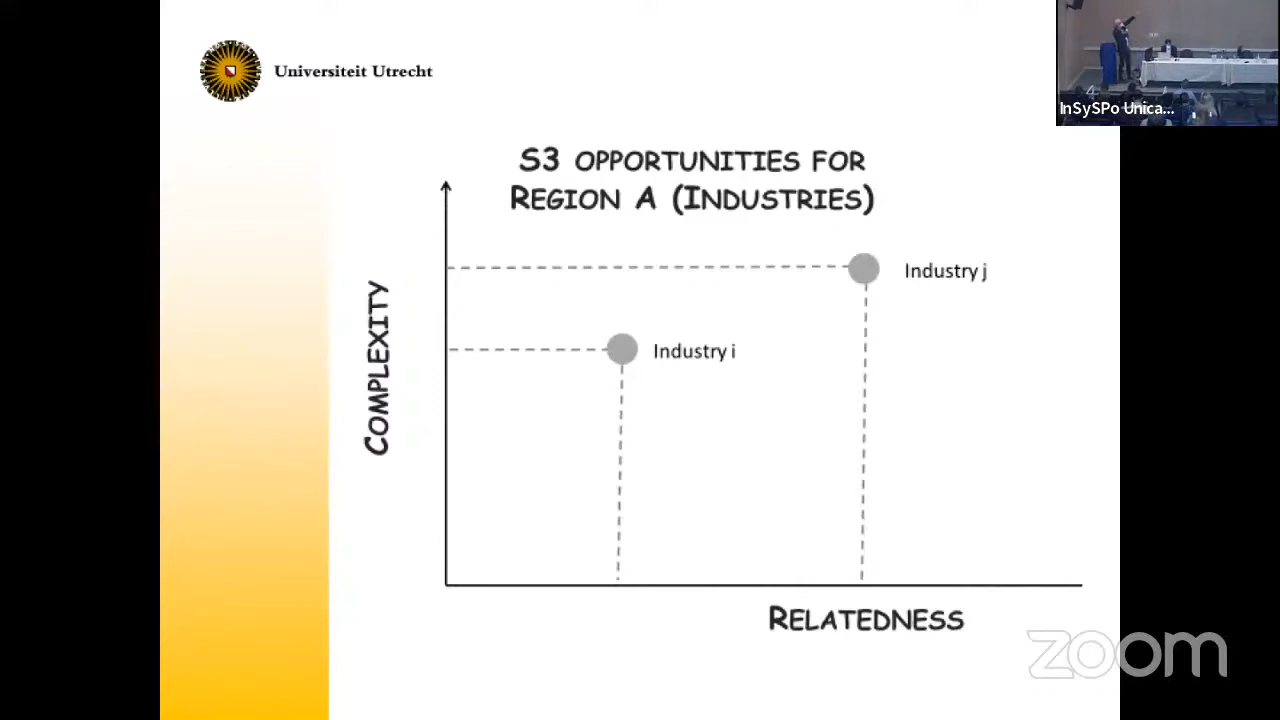 Universiteit Utrecht
InSySPo Unica...
S3 OPPORTUNITIES FOR
REGION A (INDUSTRIES)
COMPLEXITY
Industry j
Industry i
RELATEDNESS
zoom